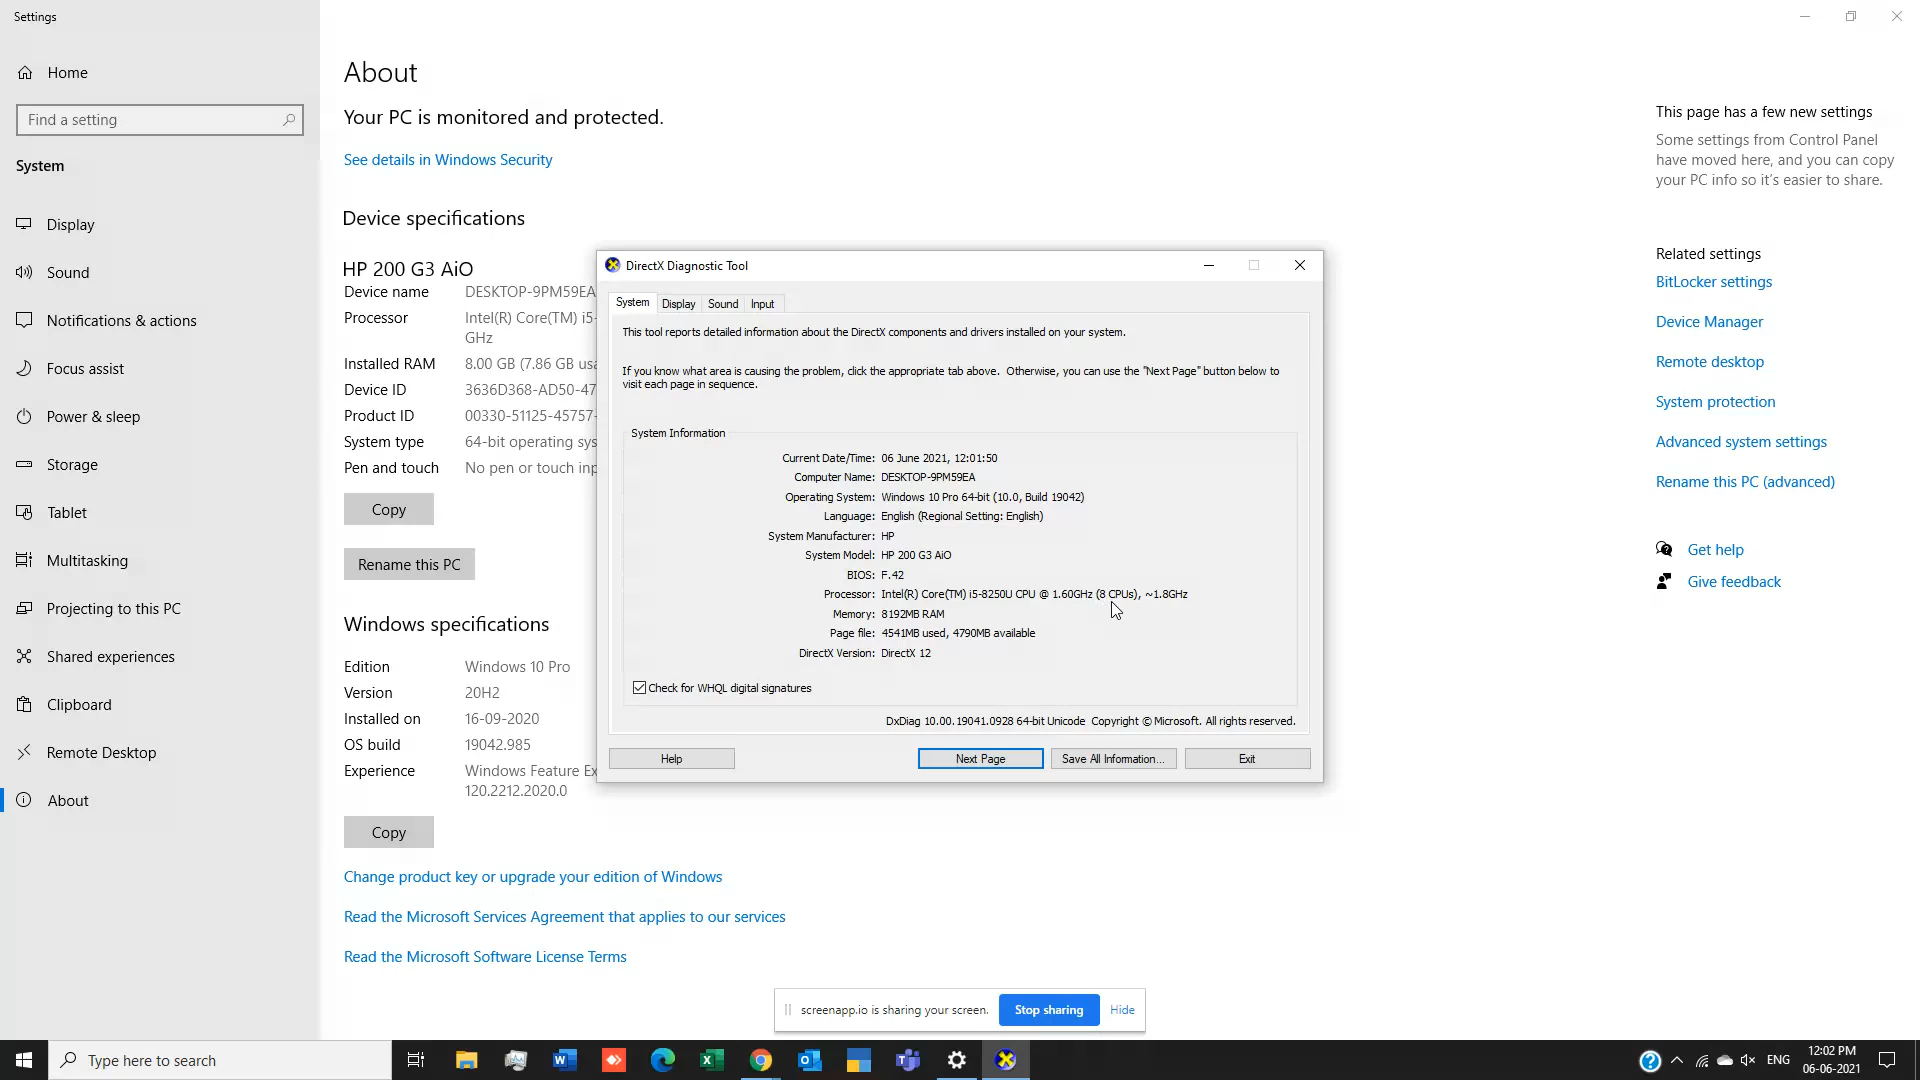 Settings
Home
Find a setting
System
Display
Sound
Notifications & actions
Focus assist
Power & sleep
Storage
Tablet
Multitasking
Projecting to this PC
Shared experiences
Clipboard
Remote Desktop
About
About
Your PC is monitored and protected.
See details in Windows Security
Device specifications
HP 200 G3 AiO
Device name DESKTOP-9PM59EA
Processor Intel(R) Core(TM) i5-
GHz
Installed RAM 8.00 GB (7.86 GB usa
Device ID 3636D368-AD50-47
Product ID 00330-51125-45757-
System type 64-bit operating sys
Pen and touch No pen or touch inp
Copy
Rename this PC
Windows specifications
Edition Windows 10 Pro
Version 20H2
Installed on 16-09-2020
OS build 19042.985
Experience Windows Feature Ex
120.2212.2020.0
Copy
Change product key or upgrade your edition of Windows
Read the Microsoft Services Agreement that applies to our services
Read the Microsoft Software License Terms
DirectX Diagnostic Tool
System Display Sound Input
This tool reports detailed information about the DirectX components and drivers installed on your system.
If you know what area is causing the problem, click the appropriate tab above. Otherwise, you can use the "Next Page" button below to
visit each page in sequence.
System Information
Current Date/Time: 06 June 2021, 12:01:50
Computer Name: DESKTOP-9PM59EA
Operating System: Windows 10 Pro 64-bit (10.0, Build 19042)
Language: English (Regional Setting: English)
System Manufacturer: HP
System Model: HP 200 G3 AiO
BIOS: F.42
Processor: Intel(R) Core(TM) i5-8250U CPU @ 1.60GHz (8 CPUs), ~1.8GHz
Memory: 8192MB RAM
Page file: 4541MB used, 4790MB available
DirectX Version: DirectX 12
Check for WHQL digital signatures
DxDiag 10.00.19041.0928 64-bit Unicode Copyright © Microsoft. All rights reserved.
Help Next Page Save All Information... Exit
This page has a few new settings
Some settings from Control Panel
have moved here, and you can copy
your PC info so it's easier to share.
Related settings
BitLocker settings
Device Manager
Remote desktop
System protection
Advanced system settings
Rename this PC (advanced)
Get help
Give feedback
screenapp.io is sharing your screen. Stop sharing Hide
Type here to search
ENG
12:02 PM
06-06-2021